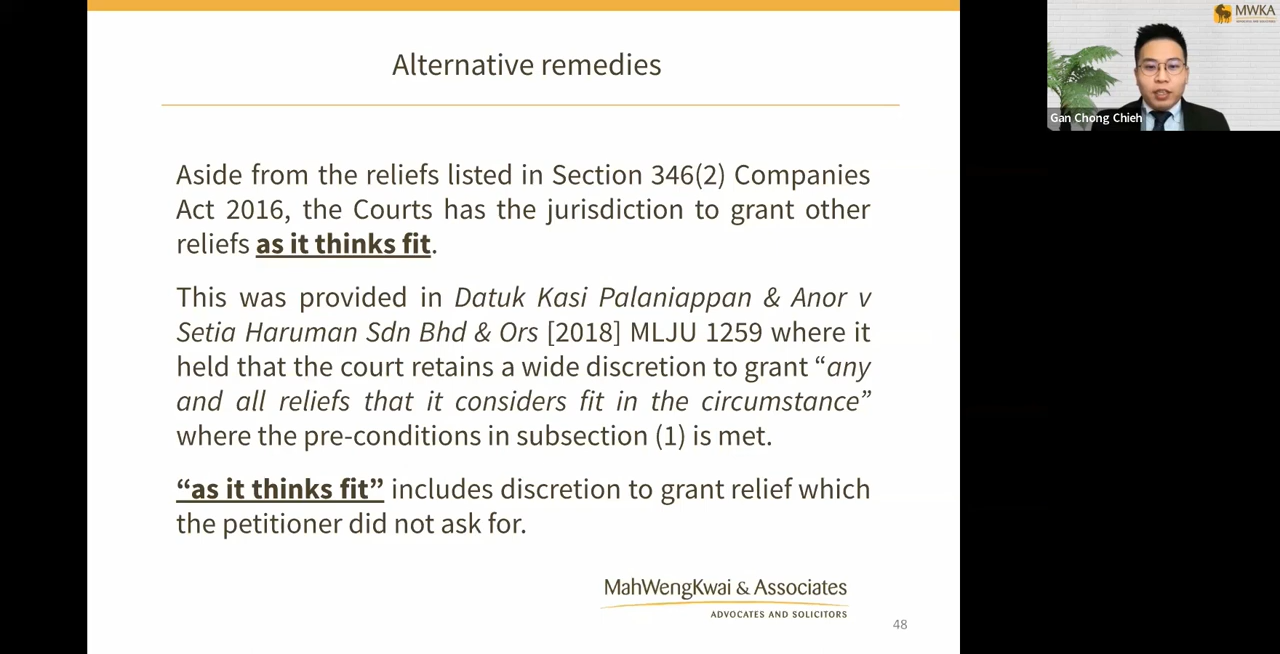 Alternative remedies
Aside from the reliefs listed in Section 346(2) Companies
Act 2016, the Courts has the jurisdiction to grant other
reliefs as it thinks fit.
This was provided in Datuk Kasi Palaniappan & Anor v
Setia Haruman Sdn Bhd & Ors [2018] MLJU 1259 where it
held that the court retains a wide discretion to grant “any
and all reliefs that it considers fit in the circumstance”
where the pre-conditions in subsection (1) is met.
“as it thinks fit” includes discretion to grant relief which
the petitioner did not ask for.
MahWengKwai & Associates
ADVOCATES AND SOLICITORS
48
MWKA
ADVOCATES AND SOLICITORS
Gan Chong Chieh